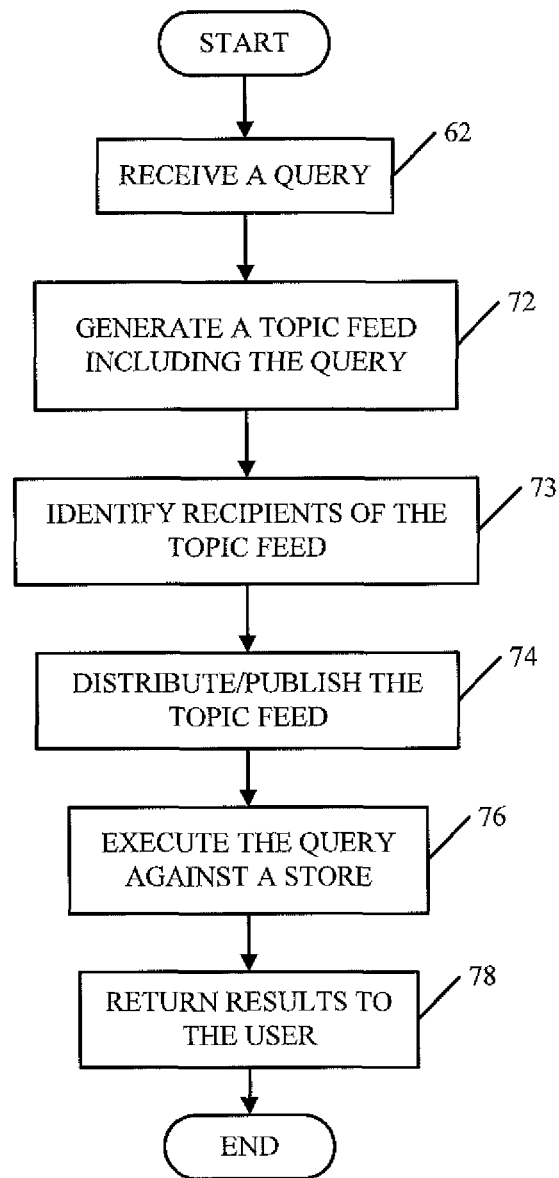 START
62
RECEIVE A QUERY
72
GENERATE A TOPIC FEED
INCLUDING THE QUERY
73
IDENTIFY RECIPIENTS OF THE
TOPIC FEED
74
DISTRIBUTE/PUBLISH THE
TOPIC FEED
76
EXECUTE THE QUERY
AGAINST A STORE
78
RETURN RESULTS TO
THE USER
END